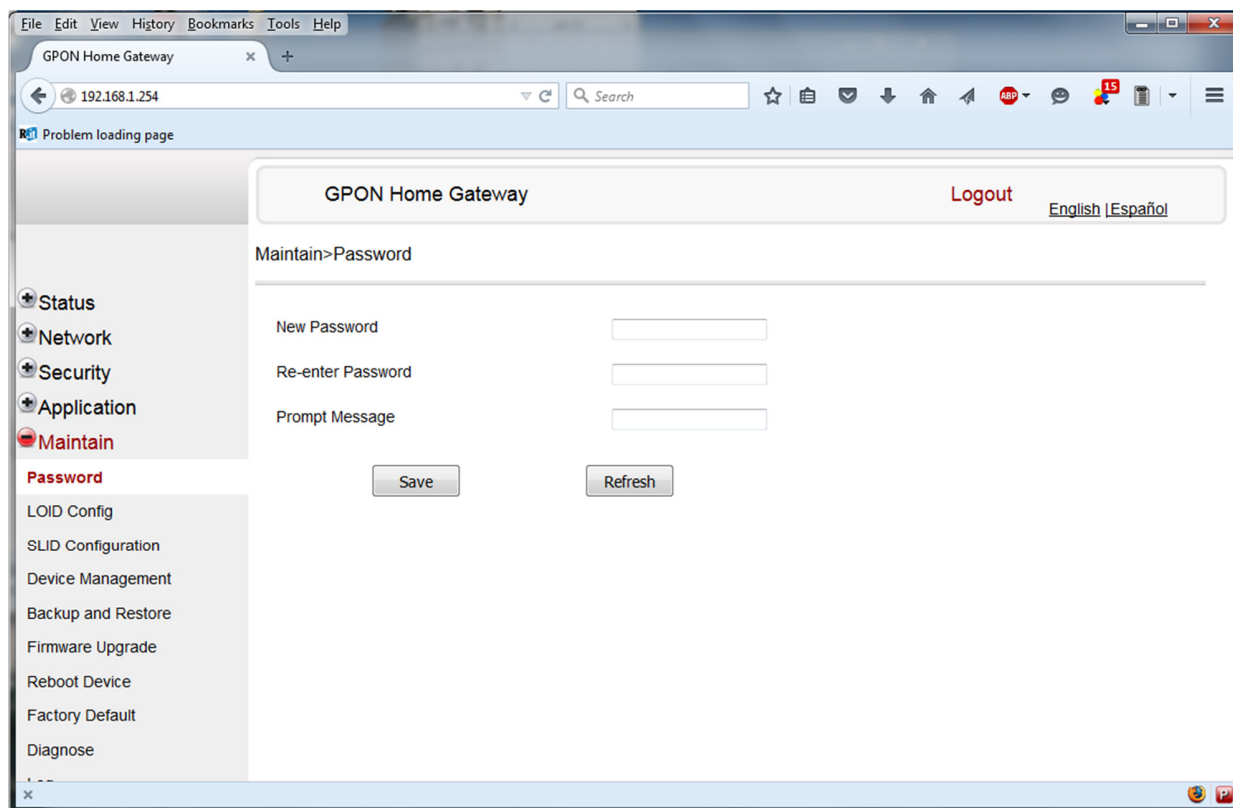 File Edit View History Bookmarks Tools Help
GPON Home Gateway
192.168.1.254
Search
ABP
15
Problem loading page
GPON Home Gateway
Logout
English |Español
Maintain>Password
Status
Network
Security
Application
Maintain
Password
LOID Config
SLID Configuration
Device Management
Backup and Restore
Firmware Upgrade
Reboot Device
Factory Default
Diagnose
New Password
Re-enter Password
Prompt Message
Save
Refresh